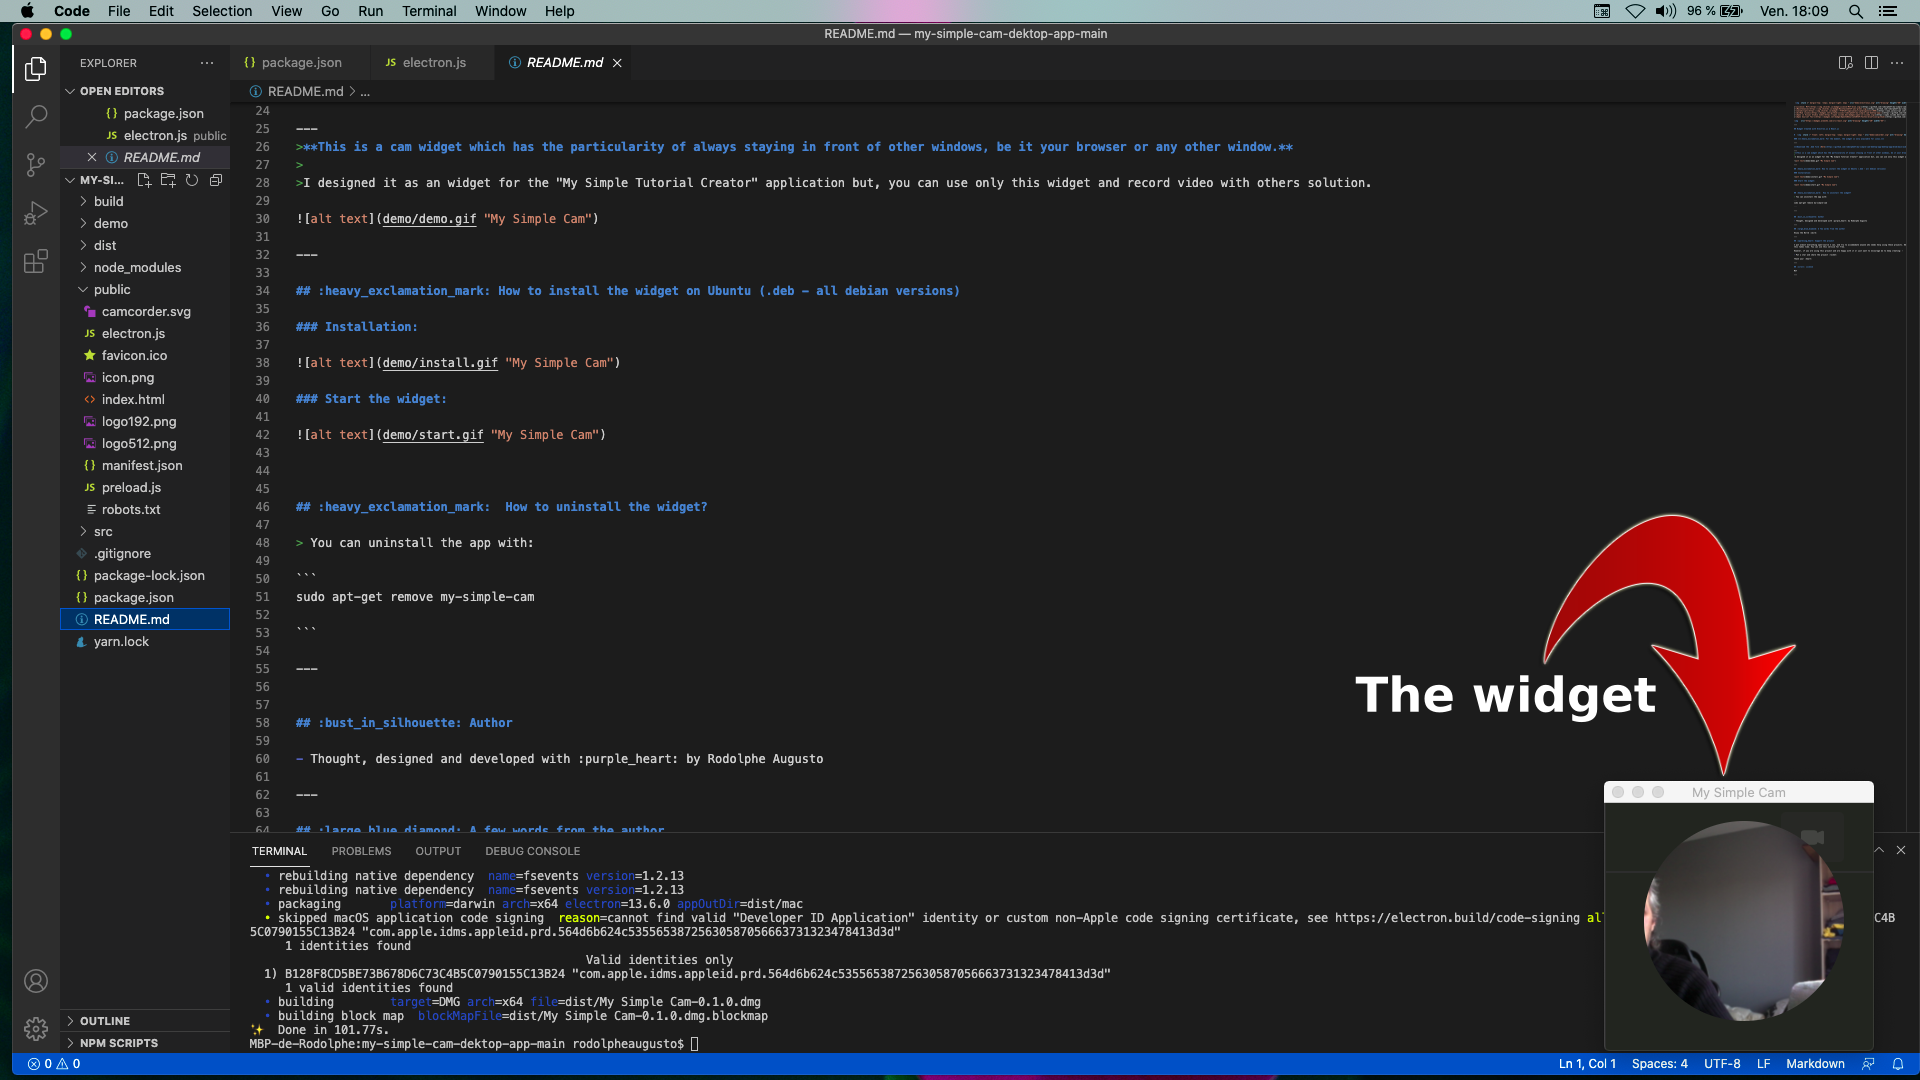 Code File Edit Selection View Go Run Terminal Window Help 96 % Ven. 18:09
README.md — my-simple-cam-dektop-app-main
EXPLORER
package.json
electron.js
README.md
OPEN EDITORS
README.md > ...
package.json
electron.js public
README.md
MY-SI...
build
demo
dist
node_modules
public
camcorder.svg
electron.js
favicon.ico
icon.png
index.html
logo192.png
logo512.png
manifest.json
preload.js
robots.txt
src
.gitignore
package-lock.json
package.json
README.md
yarn.lock
OUTLINE
NPM SCRIPTS
24
25 ---
26 >**This is a cam widget which has the particularity of always staying in front of other windows, be it your browser or any other window.**
27 >
28 >I designed it as an widget for the "My Simple Tutorial Creator" application but, you can use only this widget and record video with others solution.
29
30 ![alt text](demo/demo.gif "My Simple Cam")
31
32 ---
33
34 ## :heavy_exclamation_mark: How to install the widget on Ubuntu (.deb - all debian versions)
35
36 ### Installation:
37
38 ![alt text](demo/install.gif "My Simple Cam")
39
40 ### Start the widget:
41
42 ![alt text](demo/start.gif "My Simple Cam")
43
44
45
46 ## :heavy_exclamation_mark:  How to uninstall the widget?
47
48 > You can uninstall the app with:
49
50 ```
51 sudo apt-get remove my-simple-cam
52
53 ```
54
55 ---
56
57
58 ## :bust_in_silhouette: Author
59
60 - Thought, designed and developed with :purple_heart: by Rodolphe Augusto
61
62 ---
63
64 ## :large_blue_diamond: A few words from the author
The widget
My Simple Cam
TERMINAL PROBLEMS OUTPUT DEBUG CONSOLE
• rebuilding native dependency  name=fsevents version=1.2.13
• rebuilding native dependency  name=fsevents version=1.2.13
• packaging       platform=darwin arch=x64 electron=13.6.0 appOutDir=dist/mac
• skipped macOS application code signing  reason=cannot find valid "Developer ID Application" identity or custom non-Apple code signing certificate, see https://electron.build/code-signing al C4B
5C0790155C13B24 "com.apple.idms.appleid.prd.564d6b624c53556538725630587056663731323478413d3d"
1 identities found
Valid identities only
1) B128F8CD5BE73B678D6C73C4B5C0790155C13B24 "com.apple.idms.appleid.prd.564d6b624c53556538725630587056663731323478413d3d"
1 valid identities found
• building        target=DMG arch=x64 file=dist/My Simple Cam-0.1.0.dmg
• building block map  blockMapFile=dist/My Simple Cam-0.1.0.dmg.blockmap
✨  Done in 101.77s.
MBP-de-Rodolphe:my-simple-cam-dektop-app-main rodolpheaugusto$
0 0 Ln 1, Col 1 Spaces: 4 UTF-8 LF Markdown